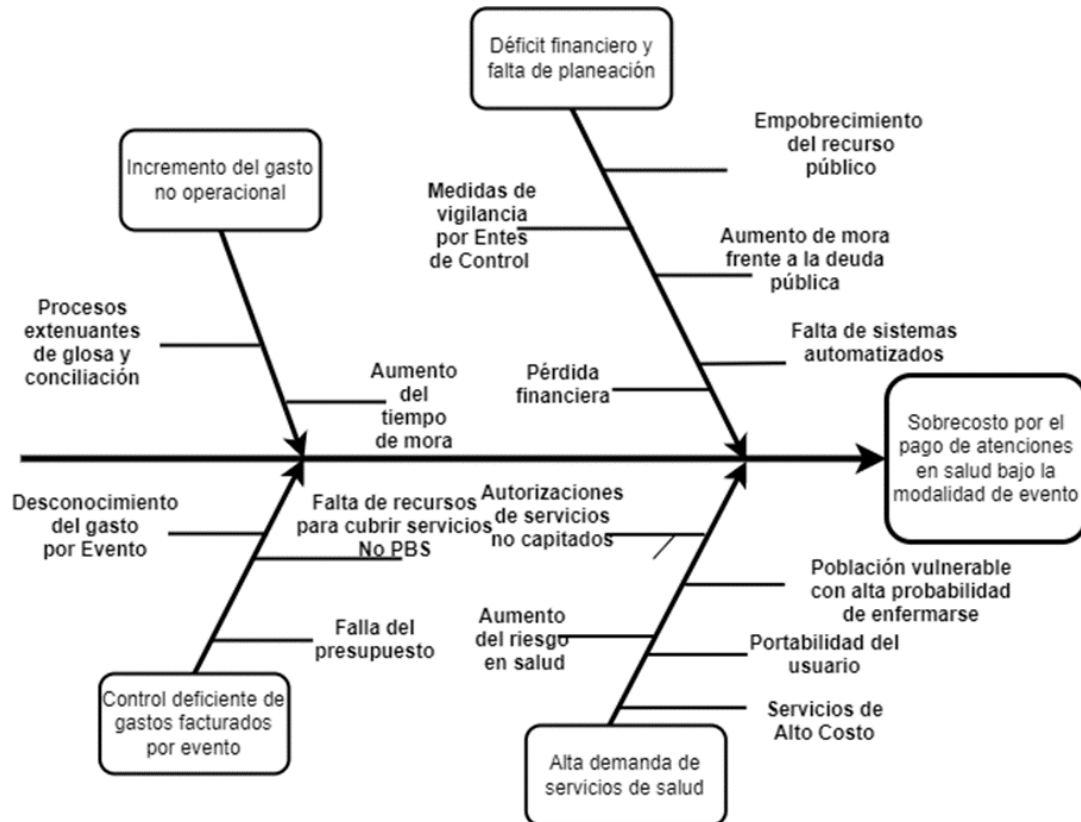 Déficit financiero y
falta de planeación
Incremento del gasto
no operacional
Empobrecimiento
del recurso
público
Medidas de
vigilancia
por Entes
de Control
Aumento de mora
frente a la deuda
pública
Procesos
extenuantes
de glosa y
conciliación
Falta de sistemas
automatizados
Aumento
del
tiempo
de mora
Pérdida
financiera
Sobrecosto por el
pago de atenciones
en salud bajo la
modalidad de evento
Desconocimiento
del gasto
por Evento
Falta de recursos
para cubrir servicios
No PBS
Autorizaciones
de servicios
no capitados
Población vulnerable
con alta probabilidad
de enfermarse
Falla del
presupuesto
Aumento
del riesgo
en salud
Portabilidad del
usuario
Servicios de
Alto Costo
Control deficiente de
gastos facturados
por evento
Alta demanda de
servicios de salud